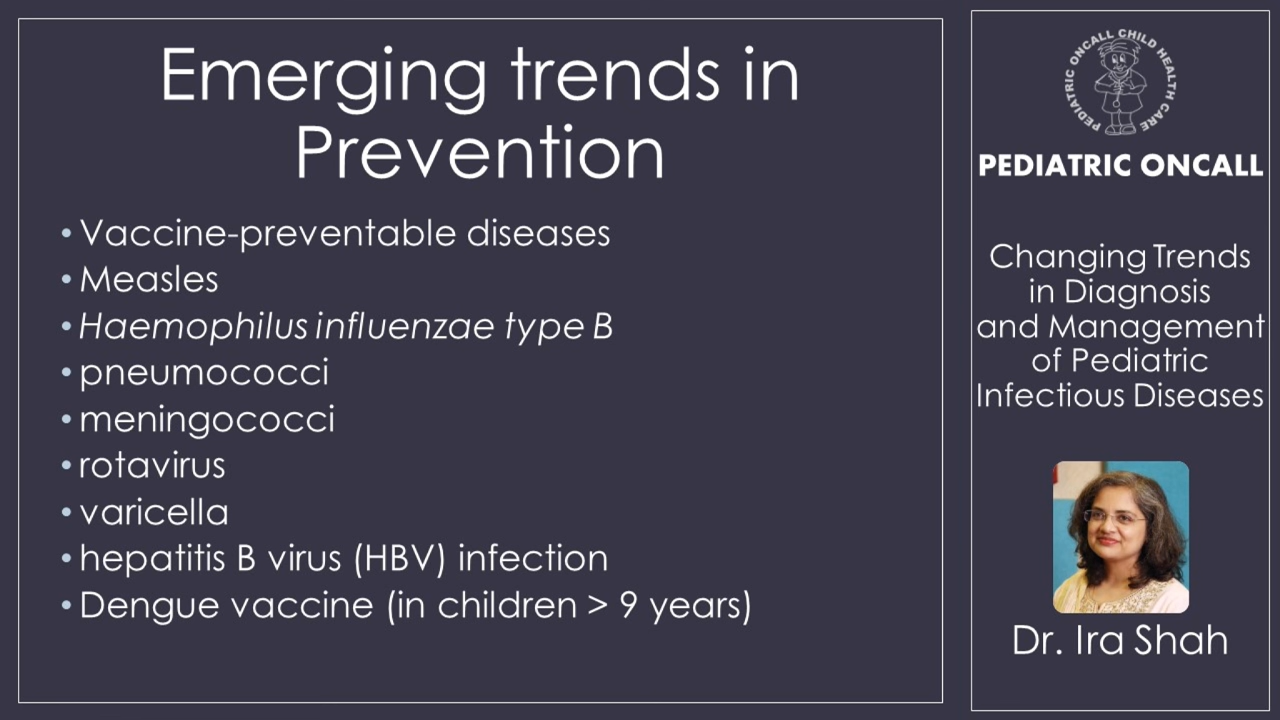 Emerging trends in
Prevention
• Vaccine-preventable diseases
• Measles
• Haemophilus influenzae type B
• pneumococci
• meningococci
• rotavirus
• varicella
• hepatitis B virus (HBV) infection
• Dengue vaccine (in children > 9 years)
PEDIATRIC ONCALL CHILD HEALTH CARE
PEDIATRIC ONCALL
Changing Trends
in Diagnosis
and Management
of Pediatric
Infectious Diseases
Dr. Ira Shah